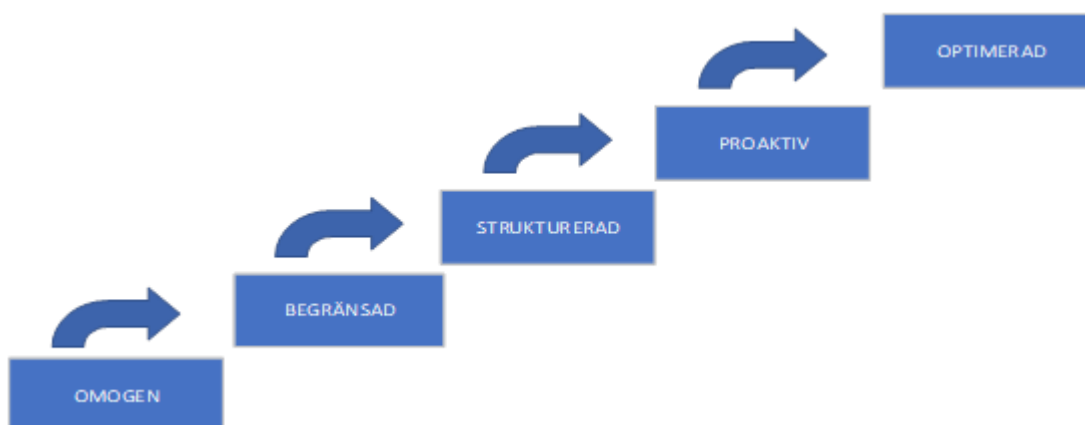 OPTIMERAD
PROAKTIV
STRUKTURERAD
BEGRÄNSAD
OMOGEN